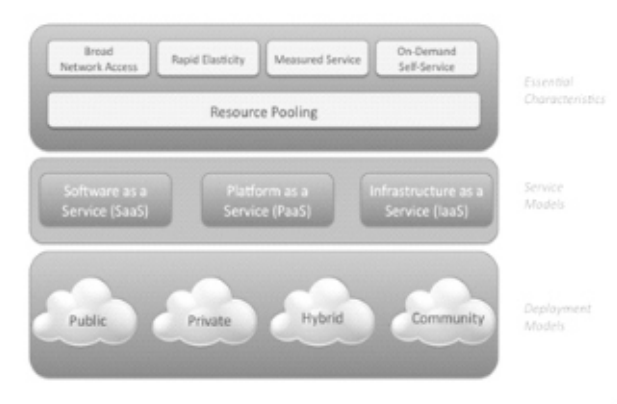 Broad
Network Access
Rapid Elasticity
Measured Service
On-Demand
Self-Service
Resource Pooling
Essential
Characteristics
Software as a
Service (SaaS)
Platform as a
Service (PaaS)
Infrastructure as a
Service (IaaS)
Service
Models
Public
Private
Hybrid
Community
Deployment
Models